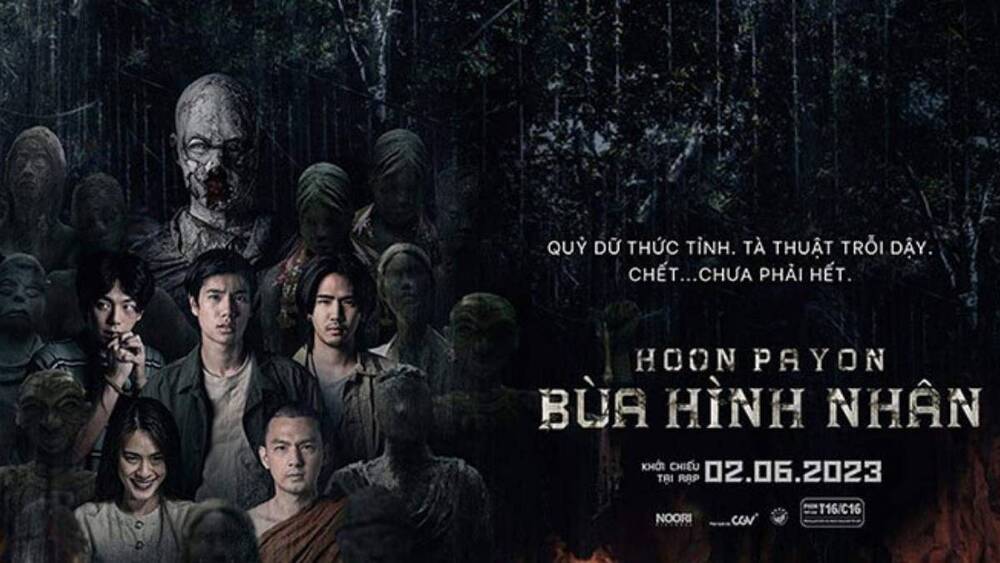 QUỶ DỮ THỨC TỈNH. TÀ THUẬT TRỖI DẬY.
CHẾT...CHƯA PHẢI HẾT.
HOON PAYON
BÙA HÌNH NHÂN
KHỞI CHIẾU
TẠI RẠP 02.06.2023
NOORI
CGV
PHIM
T16/C16